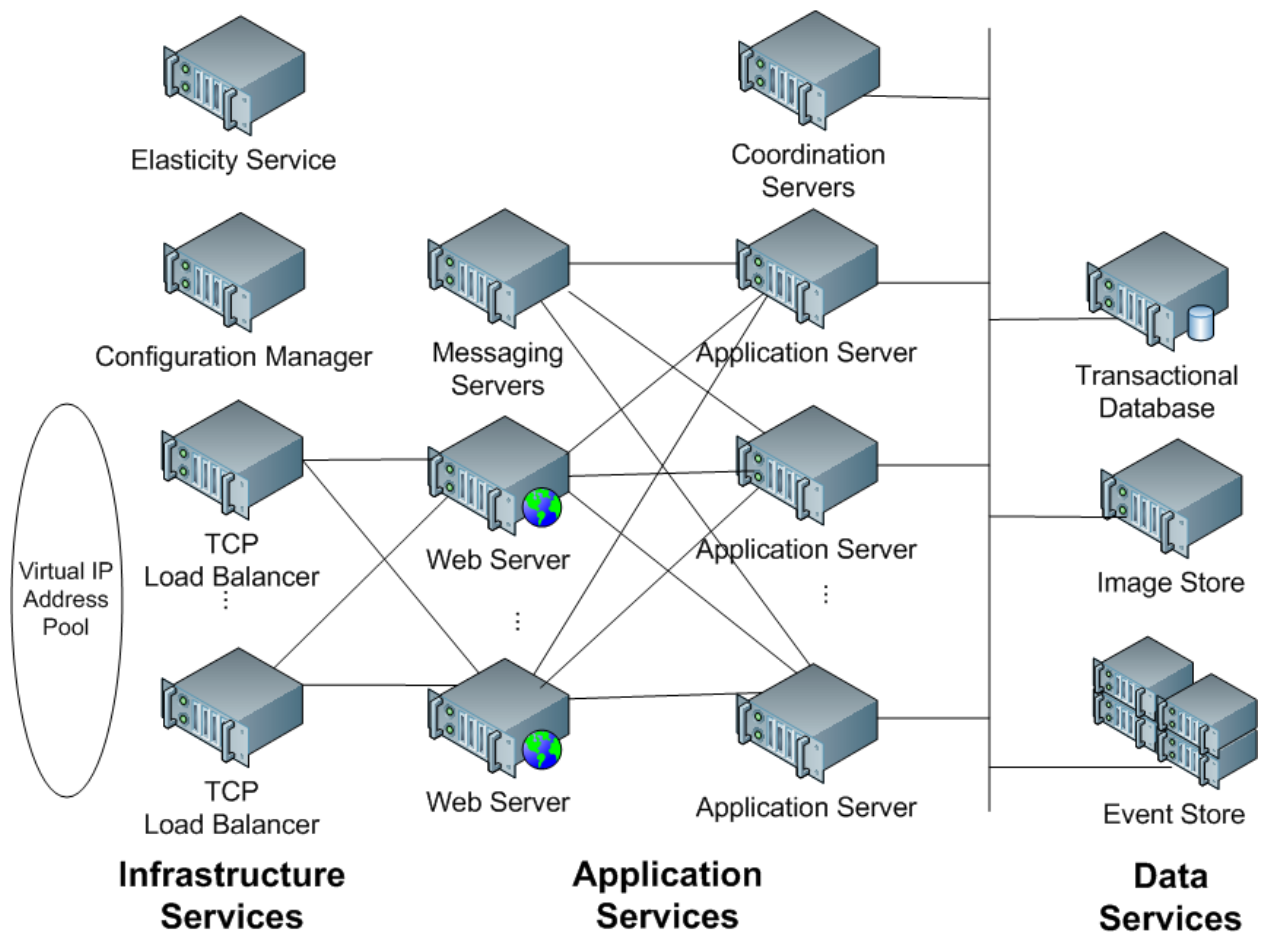 Elasticity Service
Coordination
Servers
Configuration Manager
Messaging
Servers
Application Server
Transactional
Database
Virtual IP
Address
Pool
TCP
Load Balancer
Web Server
Application Server
Image Store
TCP
Load Balancer
Web Server
Application Server
Event Store
Infrastructure
Services
Application
Services
Data
Services